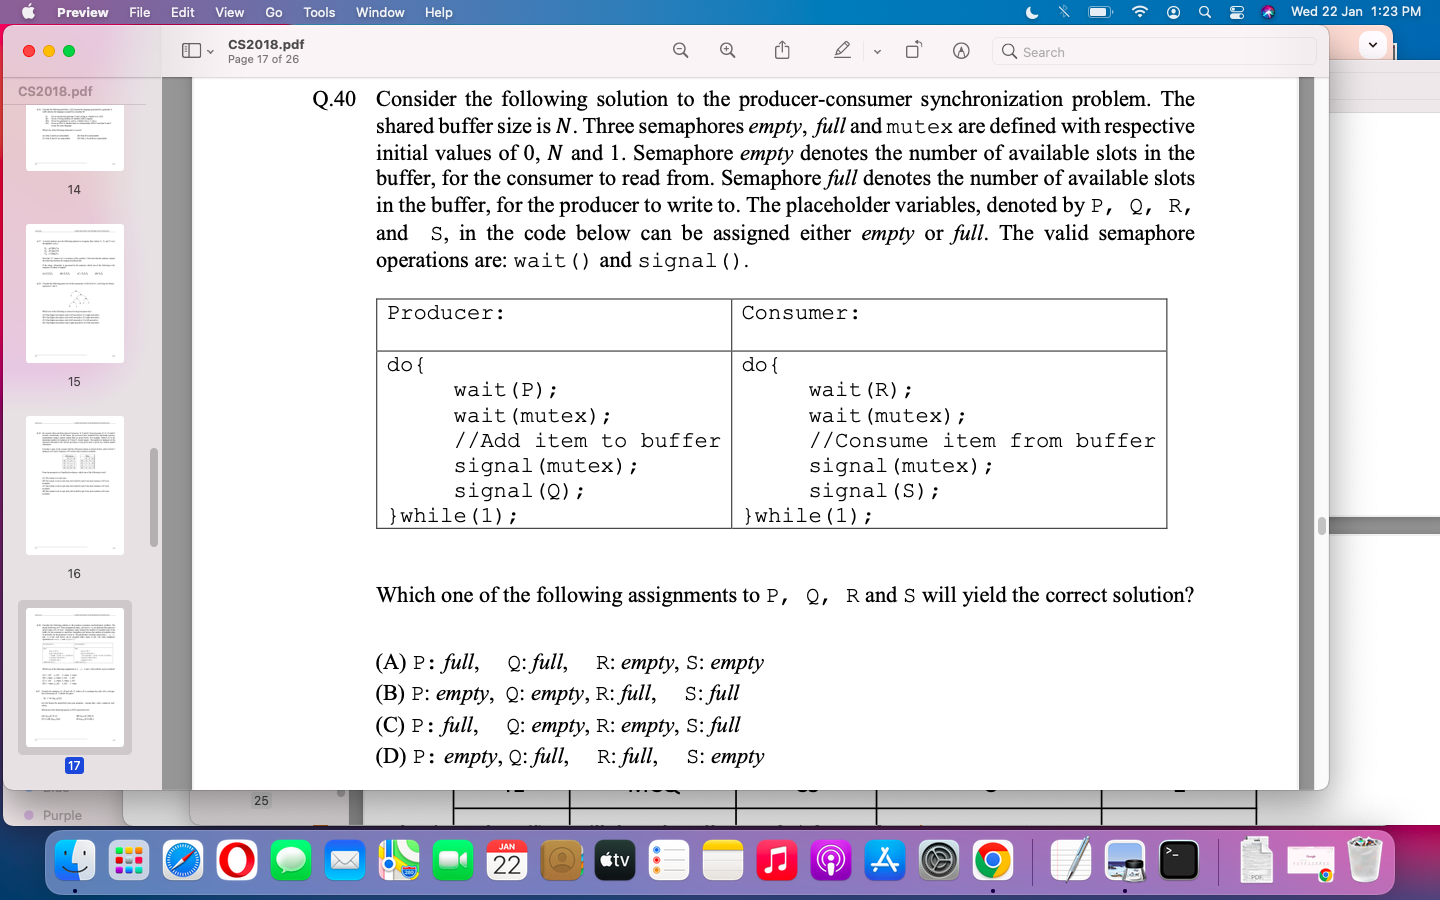 Preview File Edit View Go Tools Window Help
Wed 22 Jan 1:23 PM
CS2018.pdf
Page 17 of 26
Search
CS2018.pdf
14
15
16
17
Q.40 Consider the following solution to the producer-consumer synchronization problem. The
shared buffer size is N. Three semaphores empty, full and mutex are defined with respective
initial values of 0, N and 1. Semaphore empty denotes the number of available slots in the
buffer, for the consumer to read from. Semaphore full denotes the number of available slots
in the buffer, for the producer to write to. The placeholder variables, denoted by P, Q, R,
and S, in the code below can be assigned either empty or full. The valid semaphore
operations are: wait() and signal().
Producer:
do{
wait(P);
wait(mutex);
//Add item to buffer
signal(mutex);
signal(Q);
}while(1);
Consumer:
do{
wait(R);
wait(mutex);
//Consume item from buffer
signal(mutex);
signal(S);
}while(1);
Which one of the following assignments to P, Q, R and S will yield the correct solution?
(A) P: full, Q: full, R: empty, S: empty
(B) P: empty, Q: empty, R: full, S: full
(C) P: full, Q: empty, R: empty, S: full
(D) P: empty, Q: full, R: full, S: empty
25
Purple
JAN
22
tv